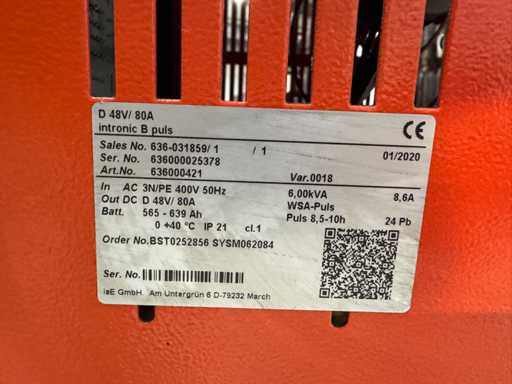 D 48V/ 80A
intronic B puls
CE
Sales No. 636-031859/ 1 / 1 01/2020
Ser. No. 636000025378
Art.No. 636000421 Var.0018
In AC 3N/PE 400V 50Hz 6,00kVA 8,6A
Out DC D 48V/ 80A WSA-Puls
Batt. 565 - 639 Ah Puls 8,5-10h 24 Pb
0 +40 °C IP 21 cl.1
Order No.BST0252856 SYSM062084
Ser. No.
iaE GmbH. Am Untergrün 6 D-79232 March